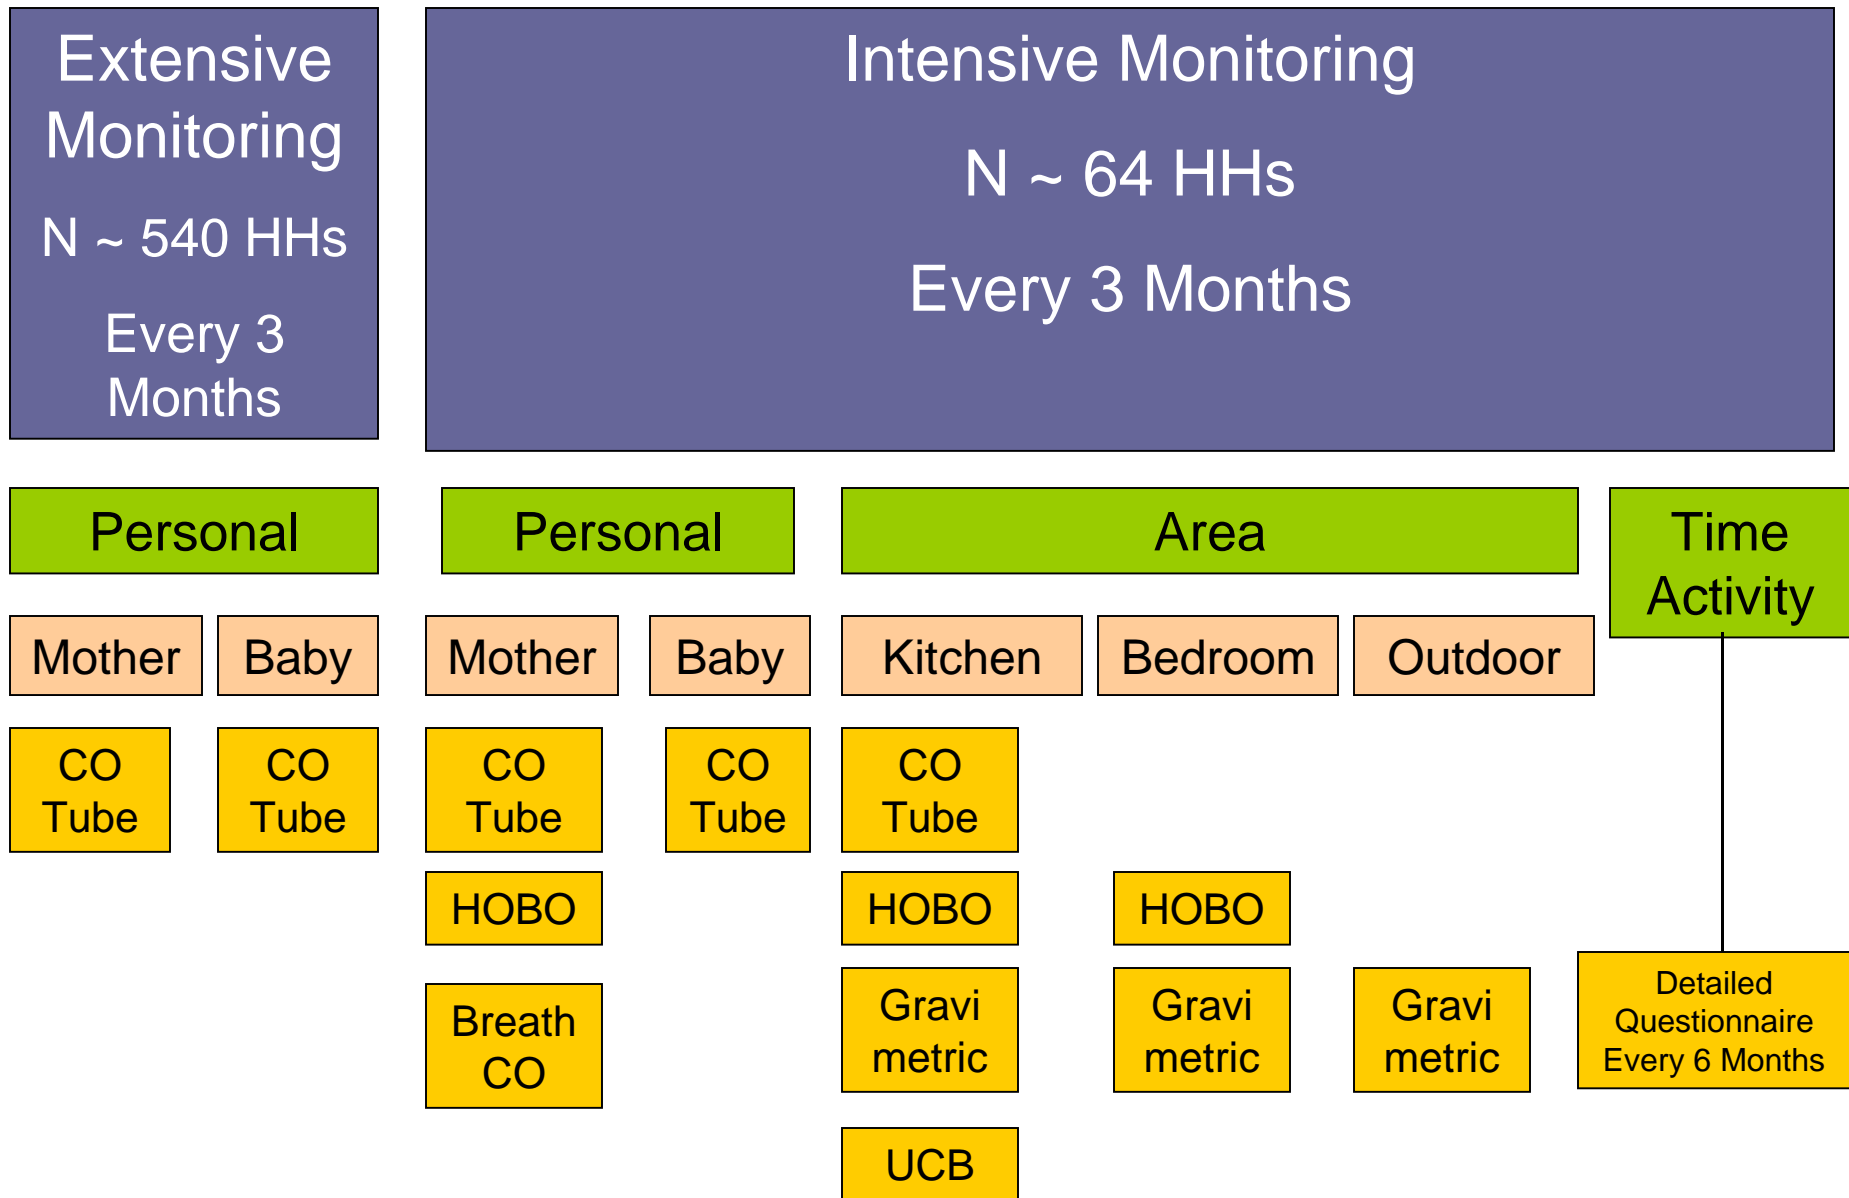 Extensive
Monitoring
N ~ 540 HHs
Every 3
Months
Intensive Monitoring
N ~ 64 HHs
Every 3 Months
Personal
Personal
Area
Time
Activity
Mother
Baby
Mother
Baby
Kitchen
Bedroom
Outdoor
CO
Tube
CO
Tube
CO
Tube
CO
Tube
CO
Tube
HOBO
HOBO
HOBO
Breath
CO
Gravi
metric
Gravi
metric
Gravi
metric
Detailed
Questionnaire
Every 6 Months
UCB